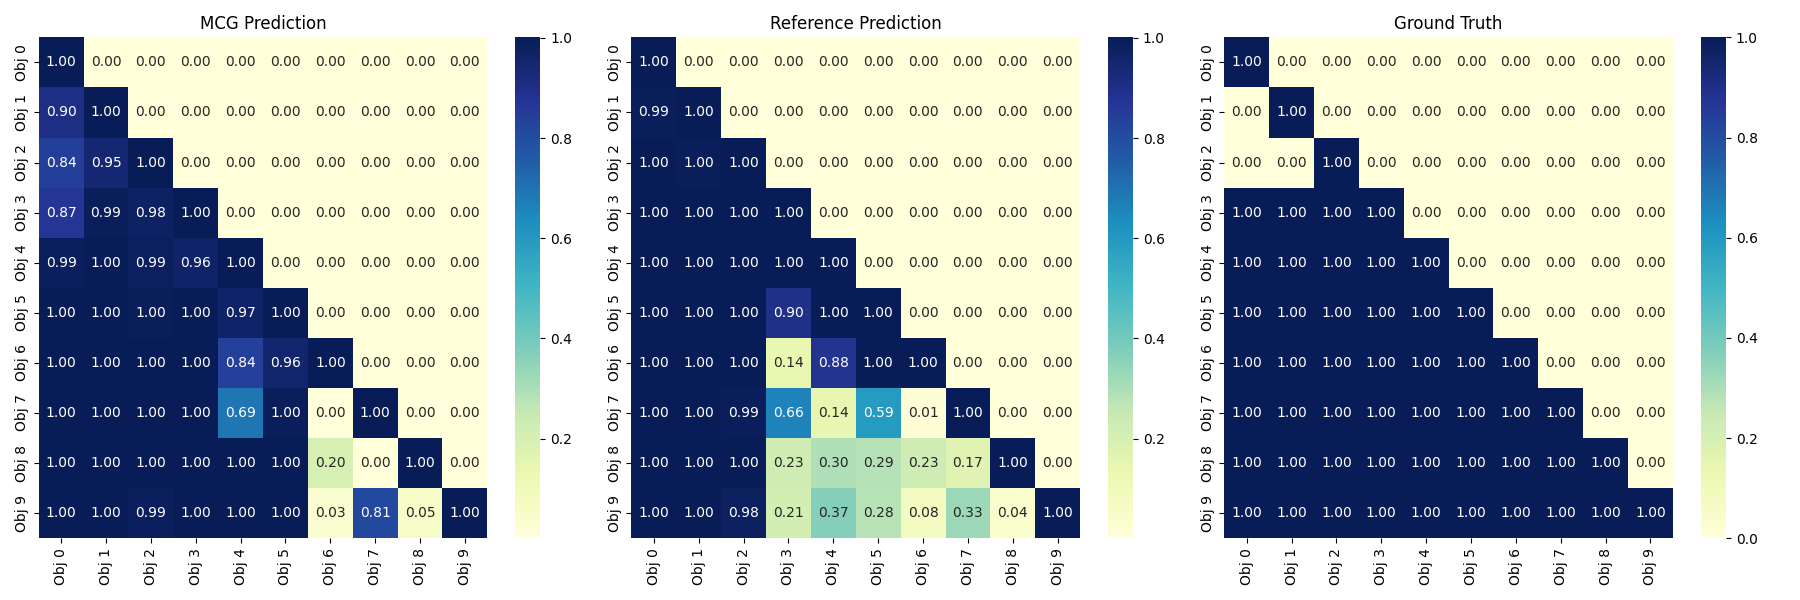 MCG Prediction
Obj 0 1.00 0.00 0.00 0.00 0.00 0.00 0.00 0.00 0.00 0.00
Obj 1 0.90 1.00 0.00 0.00 0.00 0.00 0.00 0.00 0.00 0.00
Obj 2 0.84 0.95 1.00 0.00 0.00 0.00 0.00 0.00 0.00 0.00
Obj 3 0.87 0.99 0.98 1.00 0.00 0.00 0.00 0.00 0.00 0.00
Obj 4 0.99 1.00 0.99 0.96 1.00 0.00 0.00 0.00 0.00 0.00
Obj 5 1.00 1.00 1.00 1.00 0.97 1.00 0.00 0.00 0.00 0.00
Obj 6 1.00 1.00 1.00 1.00 0.84 0.96 1.00 0.00 0.00 0.00
Obj 7 1.00 1.00 1.00 1.00 0.69 1.00 0.00 1.00 0.00 0.00
Obj 8 1.00 1.00 1.00 1.00 1.00 1.00 0.20 0.00 1.00 0.00
Obj 9 1.00 1.00 0.99 1.00 1.00 1.00 0.03 0.81 0.05 1.00
Obj 0 Obj 1 Obj 2 Obj 3 Obj 4 Obj 5 Obj 6 Obj 7 Obj 8 Obj 9
1.0
0.8
0.6
0.4
0.2
Reference Prediction
Obj 0 1.00 0.00 0.00 0.00 0.00 0.00 0.00 0.00 0.00 0.00
Obj 1 0.99 1.00 0.00 0.00 0.00 0.00 0.00 0.00 0.00 0.00
Obj 2 1.00 1.00 1.00 0.00 0.00 0.00 0.00 0.00 0.00 0.00
Obj 3 1.00 1.00 1.00 1.00 0.00 0.00 0.00 0.00 0.00 0.00
Obj 4 1.00 1.00 1.00 1.00 1.00 0.00 0.00 0.00 0.00 0.00
Obj 5 1.00 1.00 1.00 0.90 1.00 1.00 0.00 0.00 0.00 0.00
Obj 6 1.00 1.00 1.00 0.14 0.88 1.00 1.00 0.00 0.00 0.00
Obj 7 1.00 1.00 0.99 0.66 0.14 0.59 0.01 1.00 0.00 0.00
Obj 8 1.00 1.00 1.00 0.23 0.30 0.29 0.23 0.17 1.00 0.00
Obj 9 1.00 1.00 0.98 0.21 0.37 0.28 0.08 0.33 0.04 1.00
Obj 0 Obj 1 Obj 2 Obj 3 Obj 4 Obj 5 Obj 6 Obj 7 Obj 8 Obj 9
1.0
0.8
0.6
0.4
0.2
Ground Truth
Obj 0 1.00 0.00 0.00 0.00 0.00 0.00 0.00 0.00 0.00 0.00
Obj 1 0.00 1.00 0.00 0.00 0.00 0.00 0.00 0.00 0.00 0.00
Obj 2 0.00 0.00 1.00 0.00 0.00 0.00 0.00 0.00 0.00 0.00
Obj 3 1.00 1.00 1.00 1.00 0.00 0.00 0.00 0.00 0.00 0.00
Obj 4 1.00 1.00 1.00 1.00 1.00 0.00 0.00 0.00 0.00 0.00
Obj 5 1.00 1.00 1.00 1.00 1.00 1.00 0.00 0.00 0.00 0.00
Obj 6 1.00 1.00 1.00 1.00 1.00 1.00 1.00 0.00 0.00 0.00
Obj 7 1.00 1.00 1.00 1.00 1.00 1.00 1.00 1.00 0.00 0.00
Obj 8 1.00 1.00 1.00 1.00 1.00 1.00 1.00 1.00 1.00 0.00
Obj 9 1.00 1.00 1.00 1.00 1.00 1.00 1.00 1.00 1.00 1.00
Obj 0 Obj 1 Obj 2 Obj 3 Obj 4 Obj 5 Obj 6 Obj 7 Obj 8 Obj 9
1.0
0.8
0.6
0.4
0.2
0.0